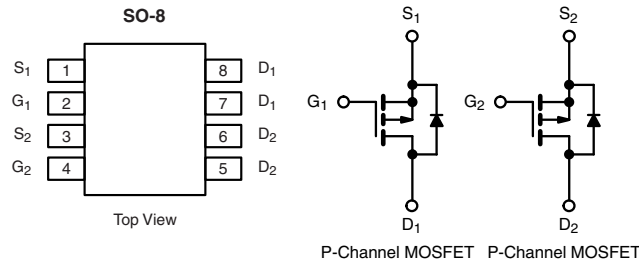 SO-8
S1 1 8 D1
G1 2 7 D1
S2 3 6 D2
G2 4 5 D2
Top View
S1 S2
G1 G2
D1 D2
P-Channel MOSFET P-Channel MOSFET